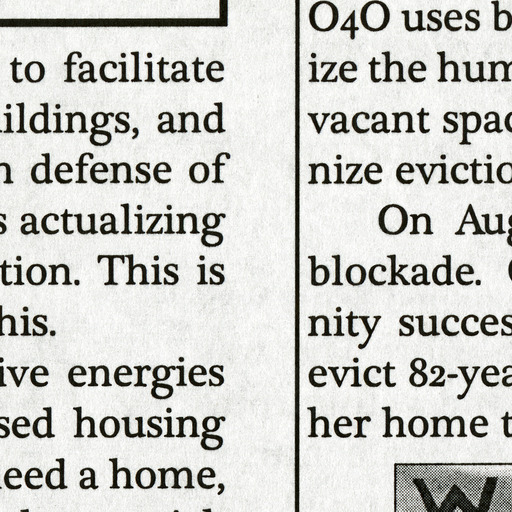 to facilitate
ildings, and
defense of
s actualizing
tion. This is
his.
ive energies
sed housing
eed a home,
O4O uses b
ize the hum
vacant spac
nize evictio
On Aug
blockade.
nity succes
evict 82-yea
her home t
W